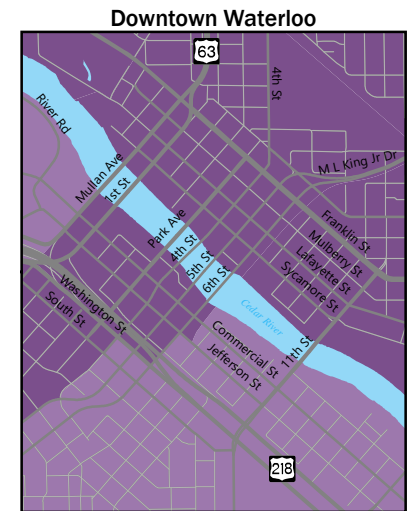 Downtown Waterloo
63
4th St
River Rd
M L King Jr Dr
Mullan Ave
1st St
Park Ave
4th St
5th St
6th St
Franklin St
Mulberry St
Lafayette St
Sycamore St
Cedar River
Washington St
South St
Commercial St
Jefferson St
11th St
218